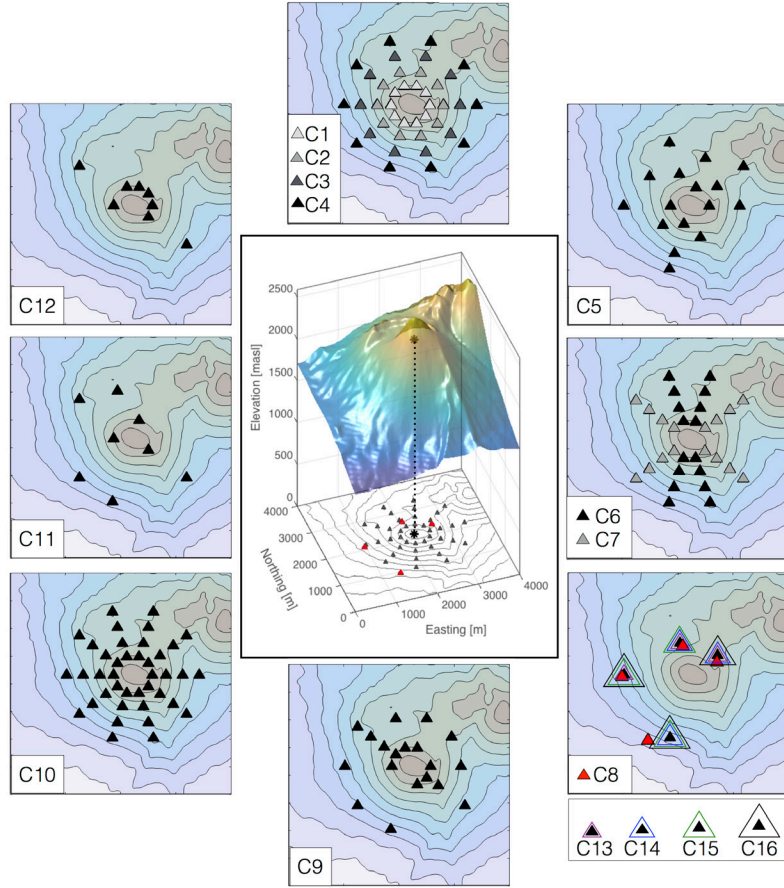 C1
C2
C3
C4
C12
C5
2500
2000
1500
1000
500
0
Elevation [masl]
4000
3000
2000
1000
0
Northing [m]
0
1000
2000
3000
4000
Easting [m]
C11
C6
C7
C10
C8
C9
C13 C14 C15 C16